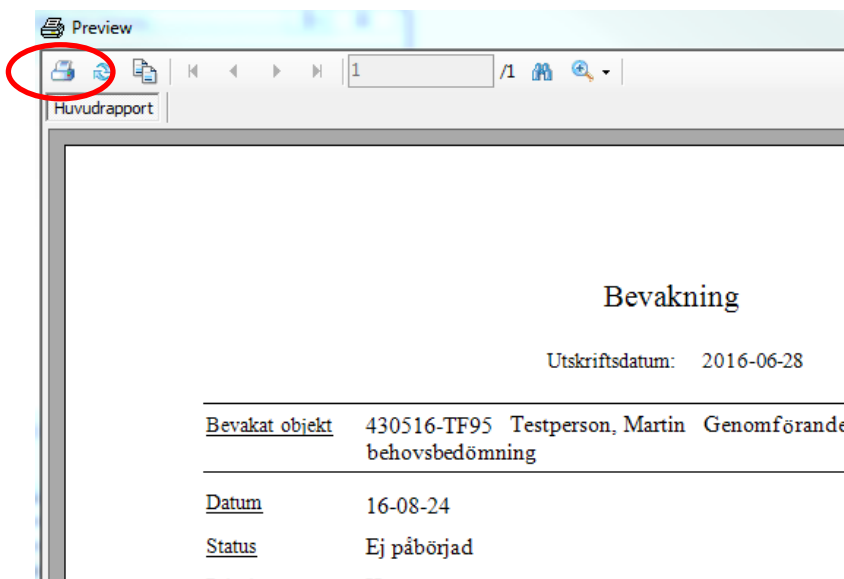 Preview
1 /1
Huvudrapport
Bevakning
Utskriftsdatum: 2016-06-28
Bevakat objekt 430516-TF95 Testperson, Martin Genomförande
behovsbedömning
Datum 16-08-24
Status Ej påbörjad